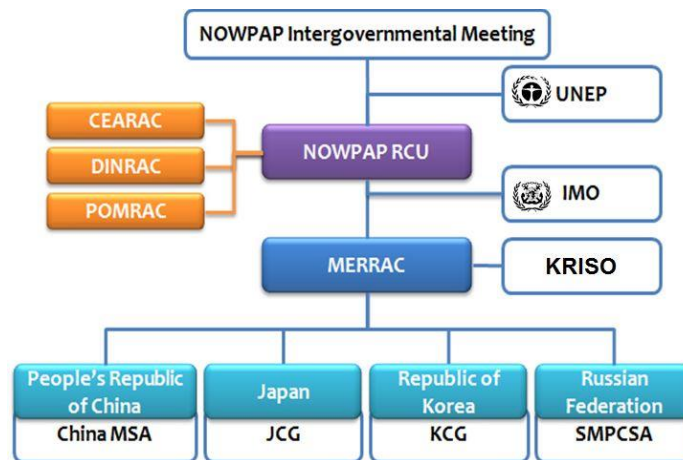 NOWPAP Intergovernmental Meeting
UNEP
CEARAC
DINRAC
POMRAC
NOWPAP RCU
IMO
MERRAC
KRISO
People's Republic
of China
China MSA
Japan
JCG
Republic of
Korea
KCG
Russian
Federation
SMPCSA